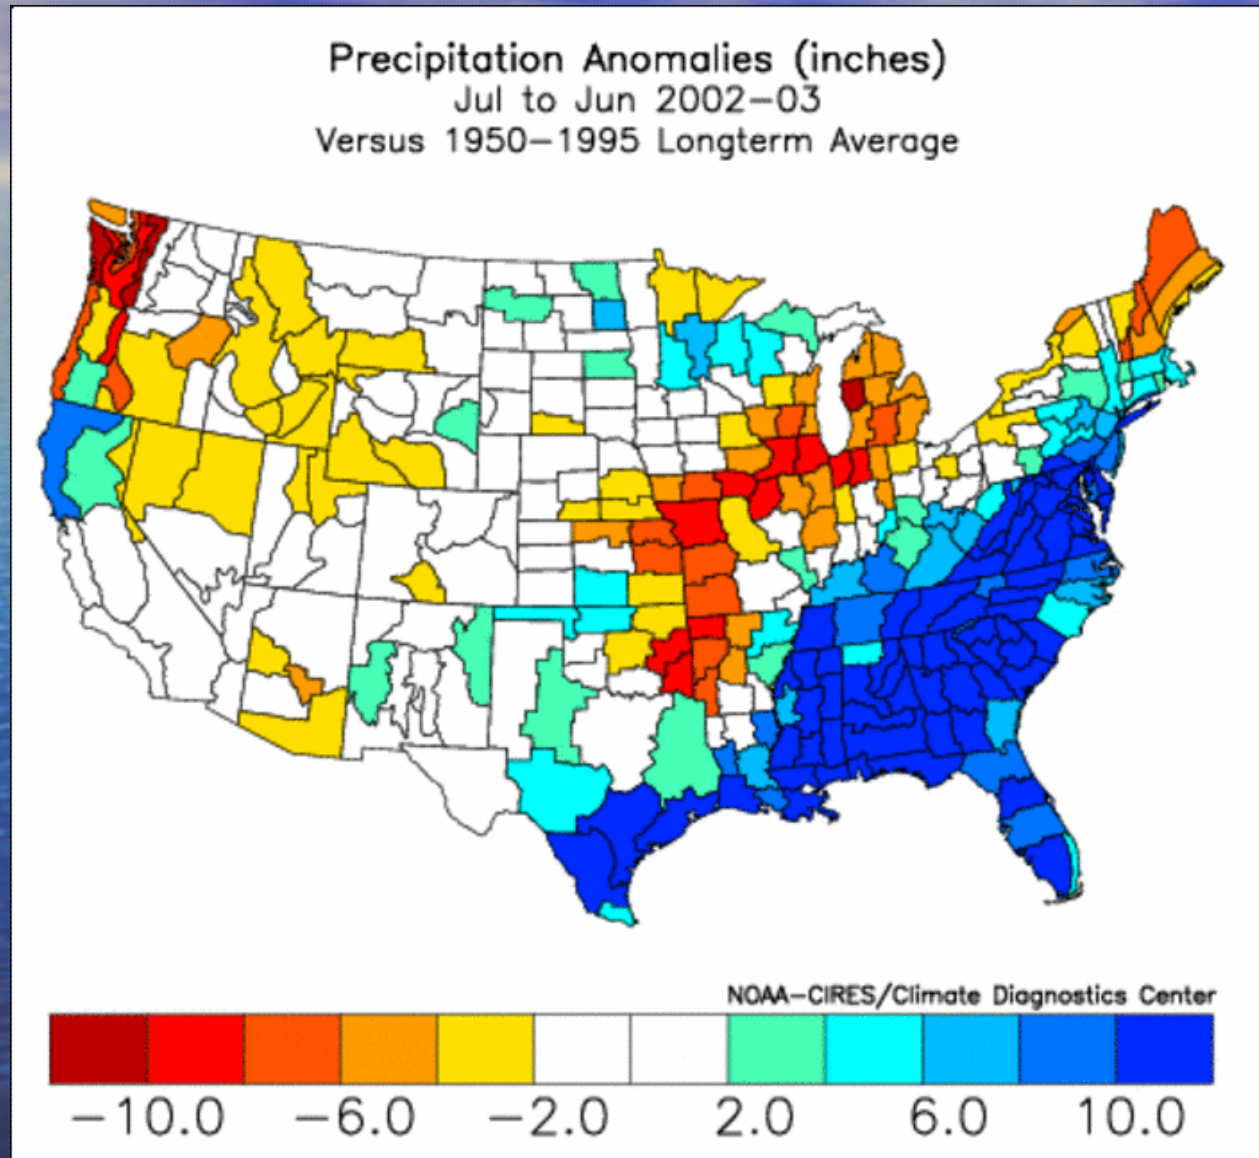 Precipitation Anomalies (inches)
Jul to Jun 2002-03
Versus 1950-1995 Longterm Average
NOAA-CIRES/Climate Diagnostics Center
-10.0 -6.0 -2.0 2.0 6.0 10.0